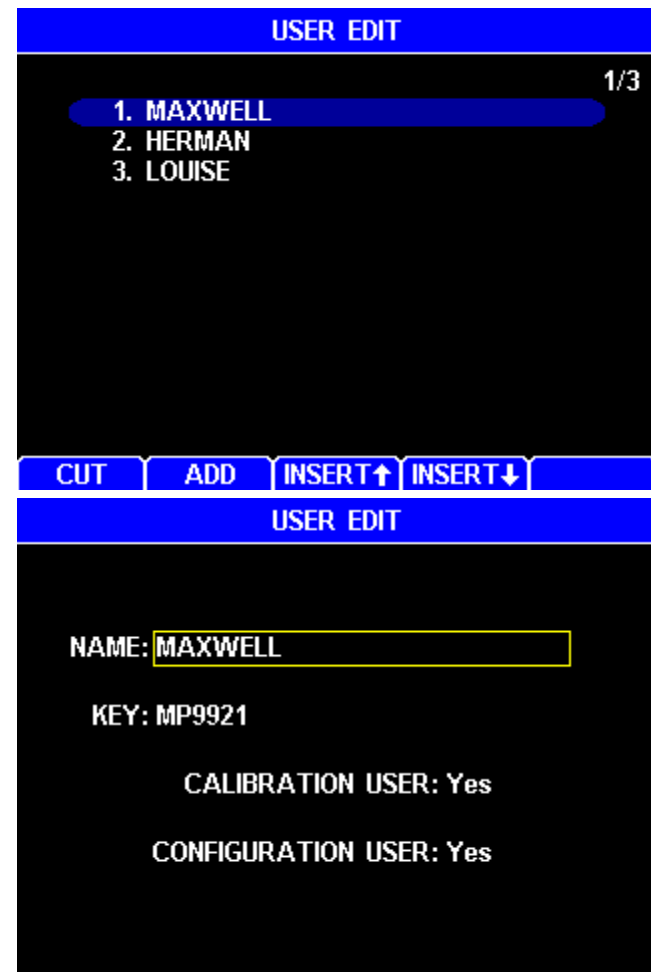 USER EDIT
1/3
1. MAXWELL
2. HERMAN
3. LOUISE
CUT ADD INSERT↑ INSERT↓
USER EDIT
NAME: MAXWELL
KEY: MP9921
CALIBRATION USER: Yes
CONFIGURATION USER: Yes